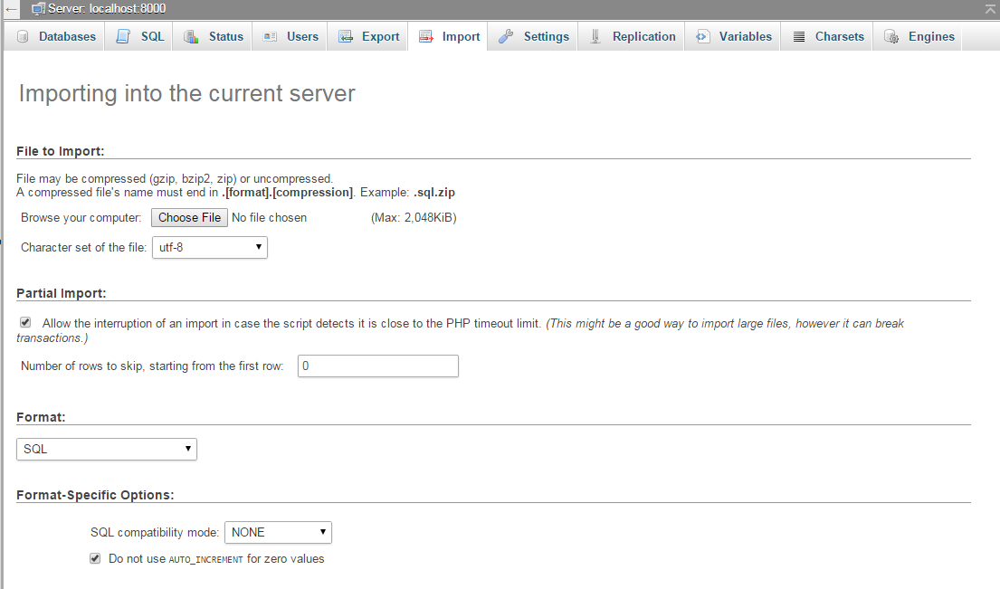 Server: localhost:8000
Databases SQL Status Users Export Import Settings Replication Variables Charsets Engines
Importing into the current server
File to Import:
File may be compressed (gzip, bzip2, zip) or uncompressed.
A compressed file's name must end in .[format].[compression]. Example: .sql.zip
Browse your computer: Choose File No file chosen (Max: 2,048KiB)
Character set of the file: utf-8
Partial Import:
Allow the interruption of an import in case the script detects it is close to the PHP timeout limit. (This might be a good way to import large files, however it can break
transactions.)
Number of rows to skip, starting from the first row: 0
Format:
SQL
Format-Specific Options:
SQL compatibility mode: NONE
Do not use AUTO_INCREMENT for zero values